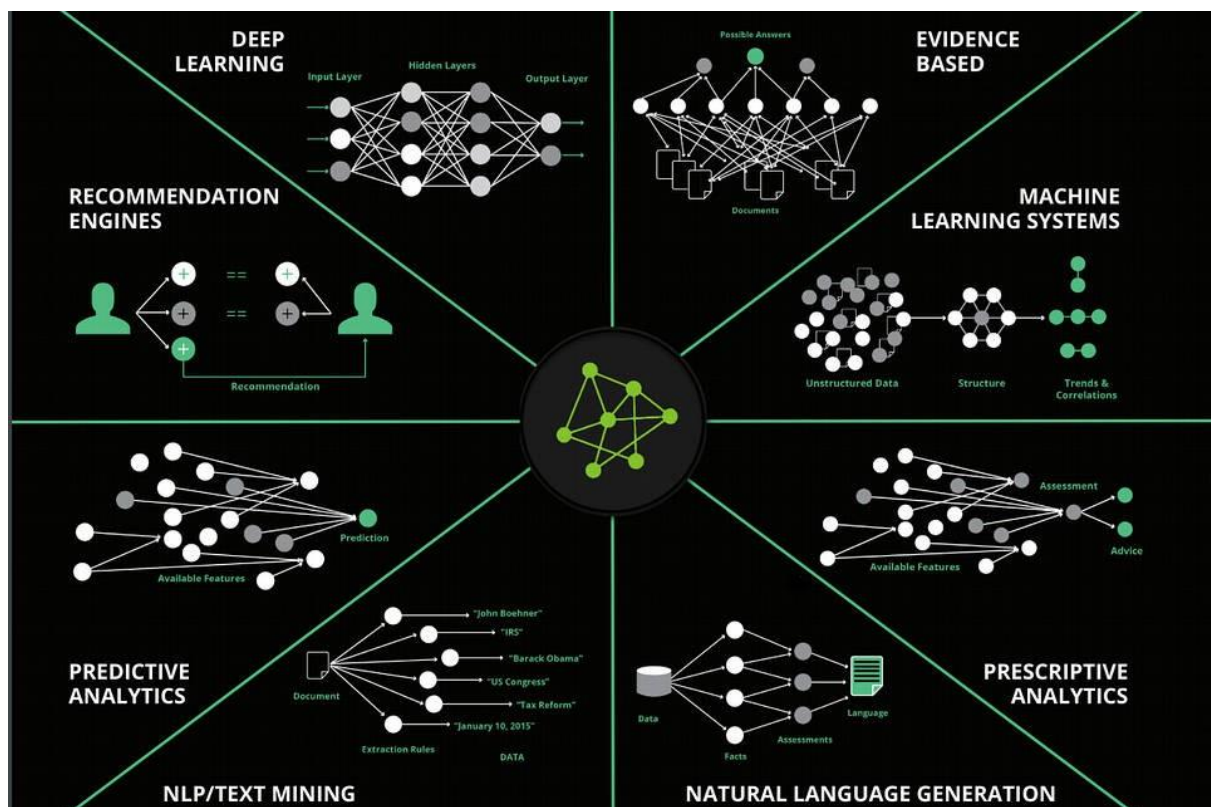 DEEP
LEARNING
Input Layer
Hidden Layers
Output Layer
Possible Answers
Documents
EVIDENCE
BASED
RECOMMENDATION
ENGINES
+ == +
+ == +
+
Recommendation
MACHINE
LEARNING SYSTEMS
Unstructured Data
Structure
Trends &
Correlations
Prediction
Available Features
PREDICTIVE
ANALYTICS
Assessment
Advice
Available Features
PRESCRIPTIVE
ANALYTICS
Document
"John Boehner"
"IRS"
"Barack Obama"
"US Congress"
"Tax Reform"
"January 10, 2015"
Extraction Rules
DATA
NLP/TEXT MINING
Data
Facts
Assessments
Language
NATURAL LANGUAGE GENERATION